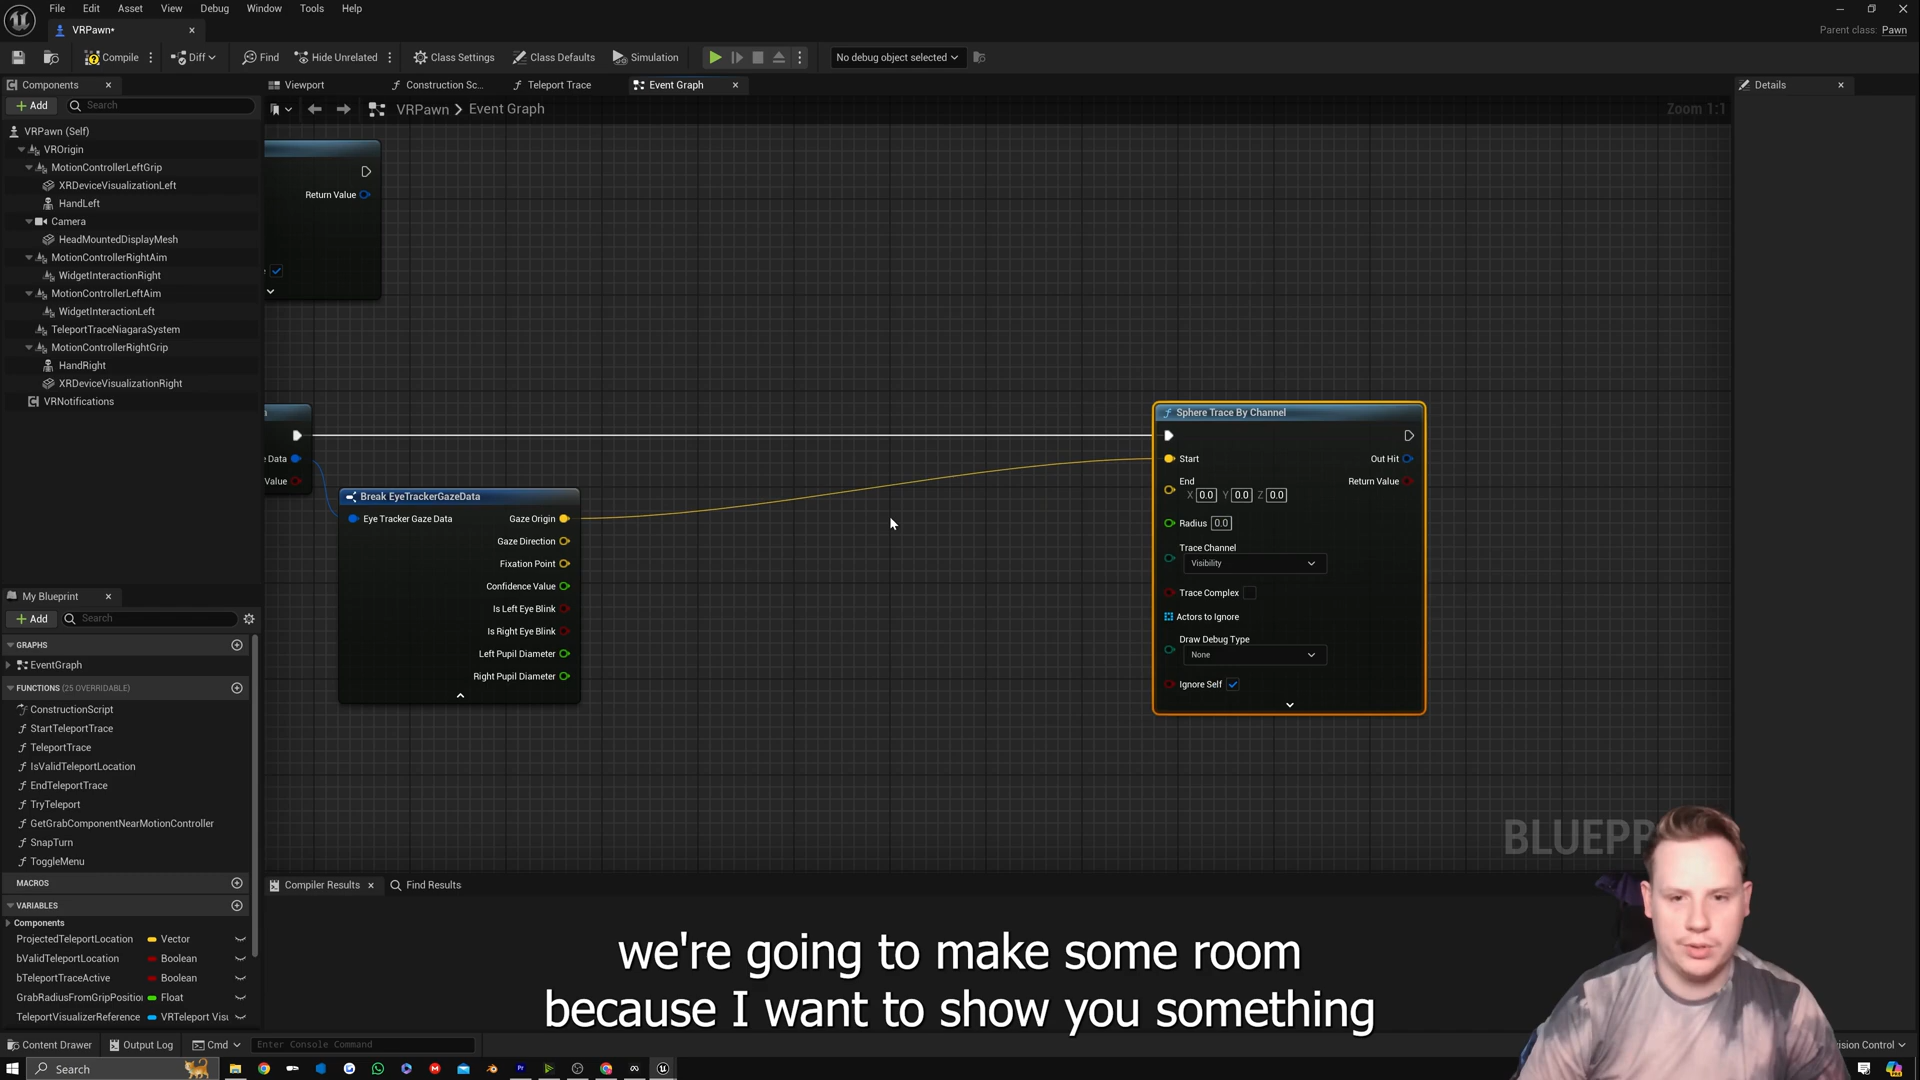 File Edit Asset View Debug Window Tools Help
VRPawn•
Parent class: Pawn
Compile Diff Find Hide Unrelated Class Settings Class Defaults Simulation No debug object selected
Components
Viewport Construction Sc... Teleport Trace Event Graph Details
Add Search
VRPawn > Event Graph
Zoom 1:1
VRPawn (Self)
VROrigin
MotionControllerLeftGrip
XRDeviceVisualizationLeft
HandLeft
Camera
HeadMountedDisplayMesh
MotionControllerRightAim
WidgetInteractionRight
MotionControllerLeftAim
WidgetInteractionLeft
TeleportTraceNiagaraSystem
MotionControllerRightGrip
HandRight
XRDeviceVisualizationRight
VRNotifications
Return Value
Data
Value
Break EyeTrackerGazeData
Eye Tracker Gaze Data Gaze Origin
Gaze Direction
Fixation Point
Confidence Value
Is Left Eye Blink
Is Right Eye Blink
Left Pupil Diameter
Right Pupil Diameter
Sphere Trace By Channel
Start Out Hit
End Return Value
X 0.0 Y 0.0 Z 0.0
Radius 0.0
Trace Channel
Visibility
Trace Complex
Actors to Ignore
Draw Debug Type
None
Ignore Self
BLUEP
My Blueprint
Add Search
GRAPHS
EventGraph
FUNCTIONS (25 OVERRIDABLE)
ConstructionScript
StartTeleportTrace
TeleportTrace
IsValidTeleportLocation
EndTeleportTrace
TryTeleport
GetGrabComponentNearMotionController
SnapTurn
ToggleMenu
MACROS
VARIABLES
Components
ProjectedTeleportLocation Vector
bValidTeleportLocation Boolean
bTeleportTraceActive Boolean
GrabRadiusFromGripPosition Float
TeleportVisualizerReference VRTeleport Visu
Compiler Results Find Results
we're going to make some room
because I want to show you something
Content Drawer Output Log Cmd Enter Console Command
ision Control
Search